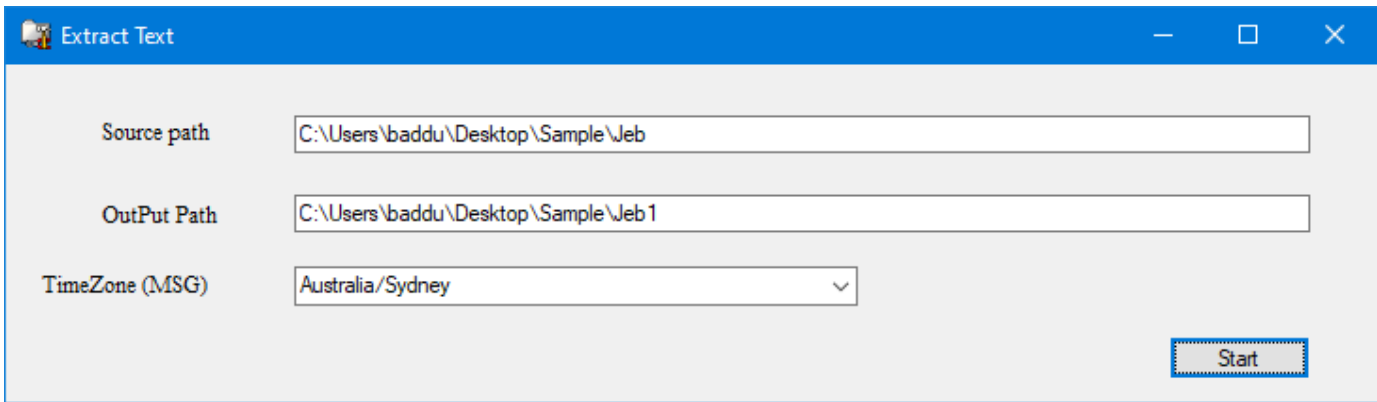 Extract Text
Source path C:\Users\baddu\Desktop\Sample\Jeb
OutPut Path C:\Users\baddu\Desktop\Sample\Jeb1
TimeZone (MSG) Australia/Sydney
Start